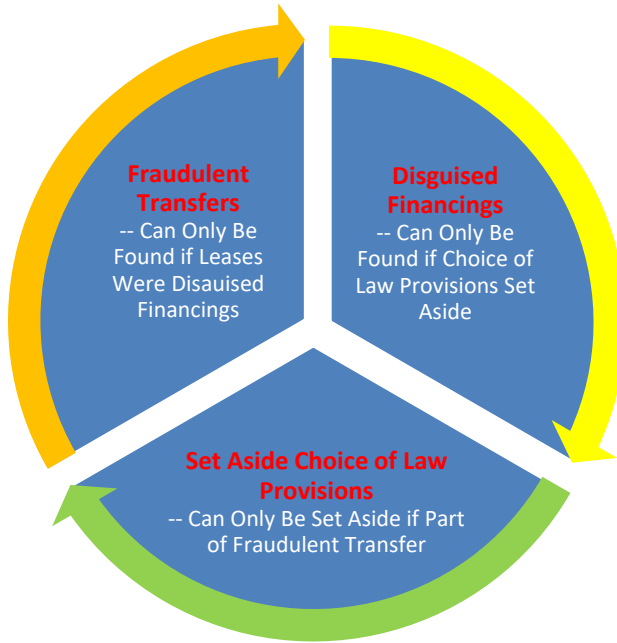 Fraudulent
Transfers
-- Can Only Be
Found if Leases
Were Disauised
Financings
Disguised
Financings
-- Can Only Be
Found if Choice of
Law Provisions Set
Aside
Set Aside Choice of Law
Provisions
-- Can Only Be Set Aside if Part
of Fraudulent Transfer